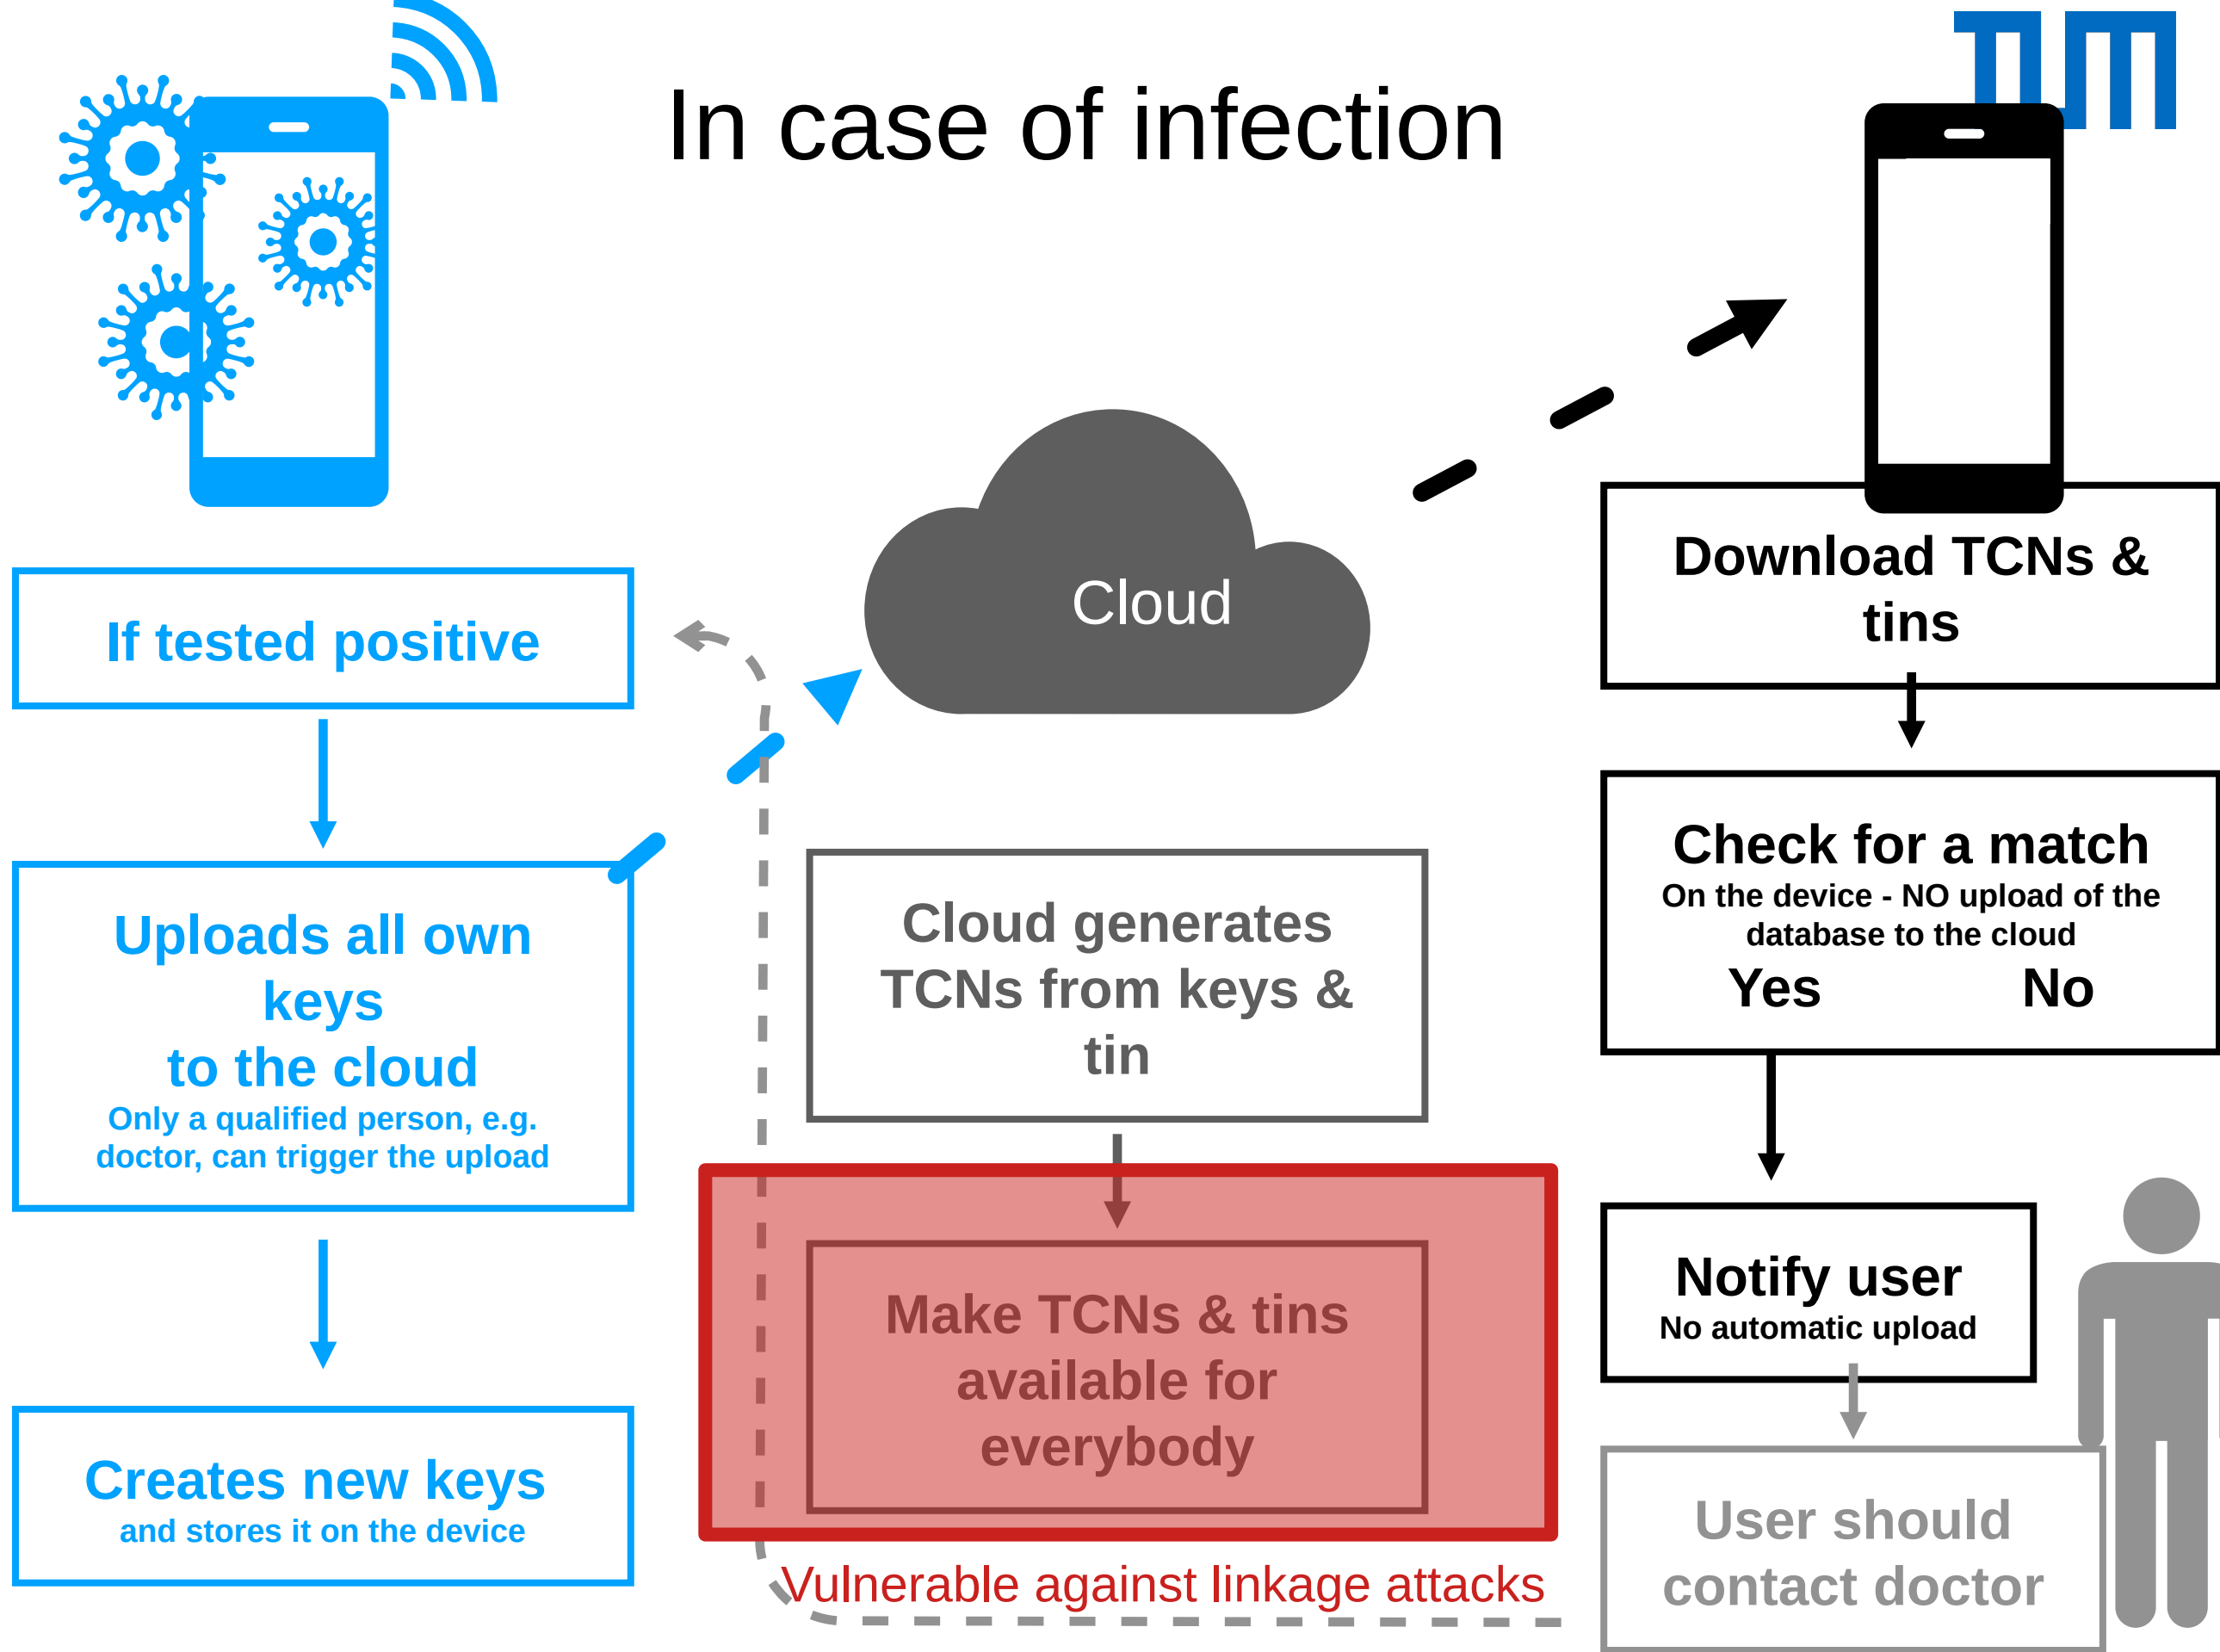 In case of infection
If tested positive
Uploads all own
keys
to the cloud
Only a qualified person, e.g.
doctor, can trigger the upload
Creates new keys
and stores it on the device
Cloud
Cloud generates
TCNs from keys &
tin
Make TCNs & tins
available for
everybody
Vulnerable against linkage attacks
Download TCNs &
tins
Check for a match
On the device - NO upload of the
database to the cloud
Yes No
Notify user
No automatic upload
User should
contact doctor